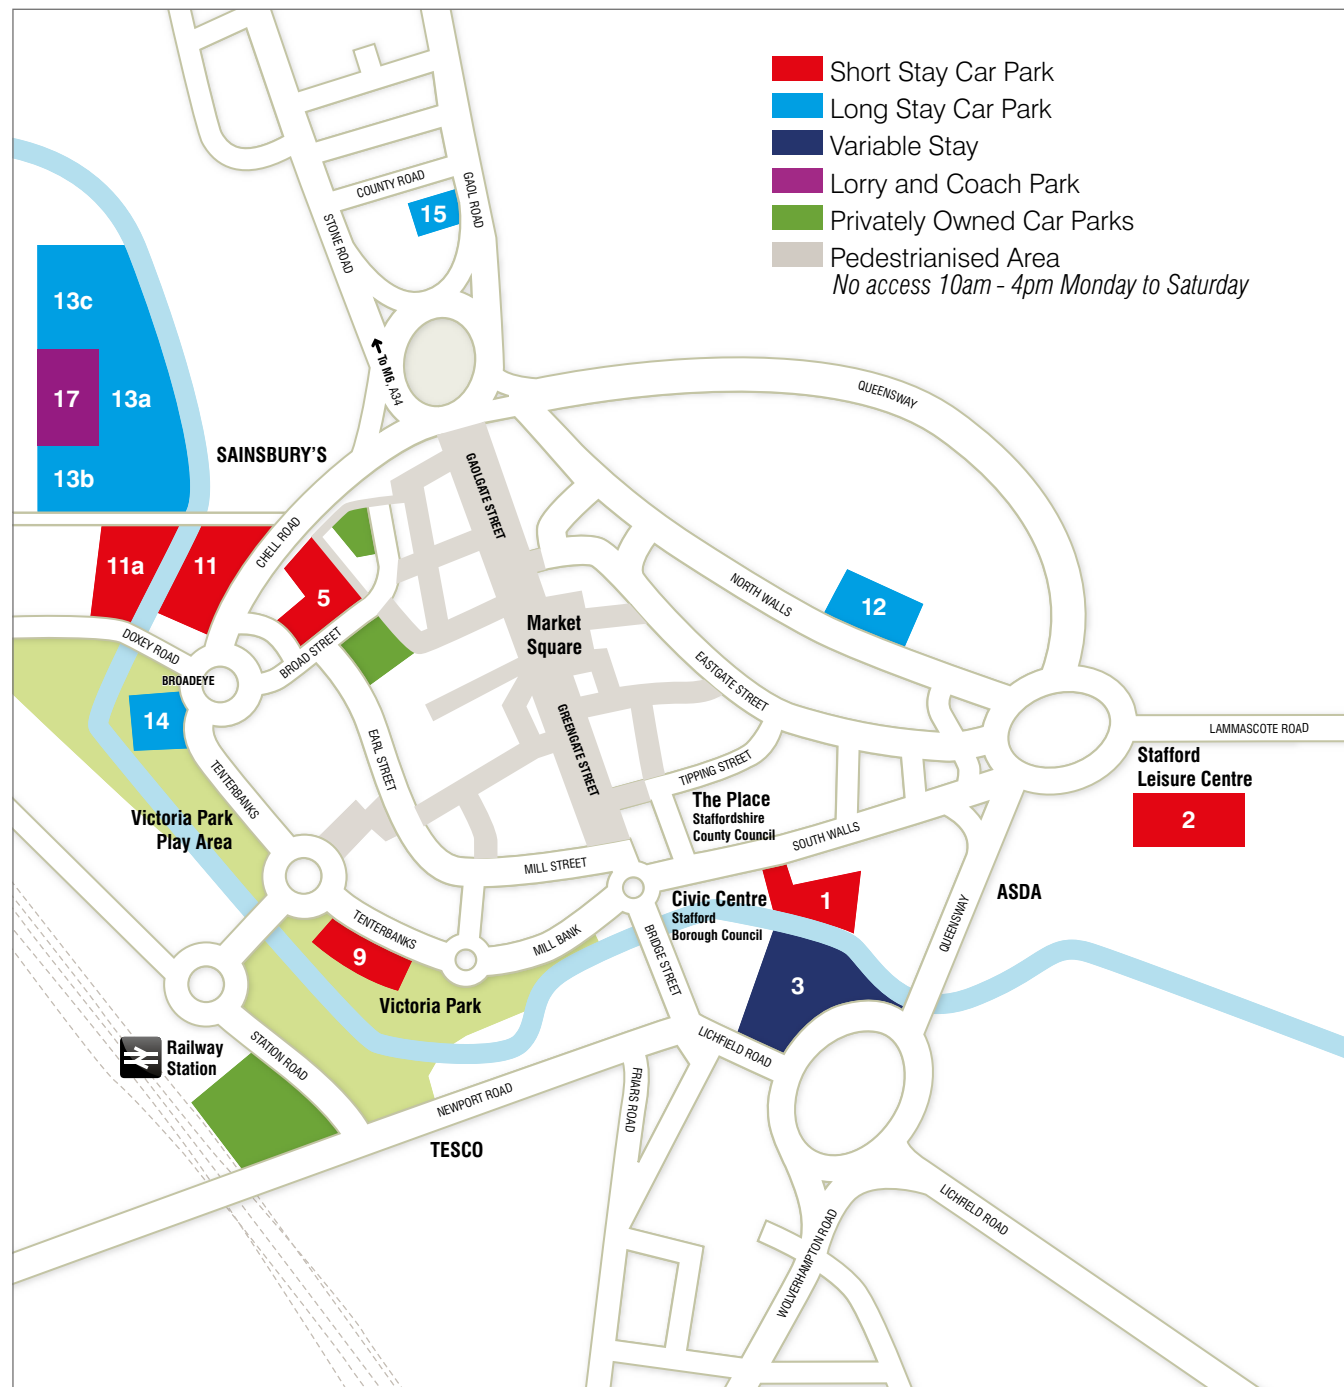 Short Stay Car Park
Long Stay Car Park
Variable Stay
Lorry and Coach Park
Privately Owned Car Parks
Pedestrianised Area
No access 10am - 4pm Monday to Saturday
COUNTY ROAD
GAOL ROAD
15
STONE ROAD
13c
To M6, A34
17
13a
QUEENSWAY
SAINSBURY'S
13b
GAOLGATE STREET
CHELL ROAD
11a
11
5
NORTH WALLS
12
Market
Square
DOXEY ROAD
BROAD STREET
BROADEYE
EASTGATE STREET
14
GREENGATE STREET
EARL STREET
LAMMASCOTE ROAD
Stafford
Leisure Centre
2
TENTERBANKS
TIPPING STREET
The Place
Staffordshire
County Council
Victoria Park
Play Area
SOUTH WALLS
MILL STREET
Civic Centre
Stafford
Borough Council
1
ASDA
TENTERBANKS
MILL BANK
QUEENSWAY
9
BRIDGE STREET
3
Victoria Park
Railway
Station
STATION ROAD
LICHFIELD ROAD
NEWPORT ROAD
FRIARS ROAD
TESCO
LICHFIELD ROAD
WOLVERHAMPTON ROAD